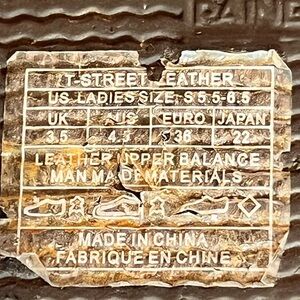 T-STREET LEATHER
US LADIES SIZE: S 5.5-6.5
UK US EURO JAPAN
3.5 4.5 36 22
LEATHER UPPER BALANCE
MAN MADE MATERIALS
MADE IN CHINA
FABRIQUE EN CHINE